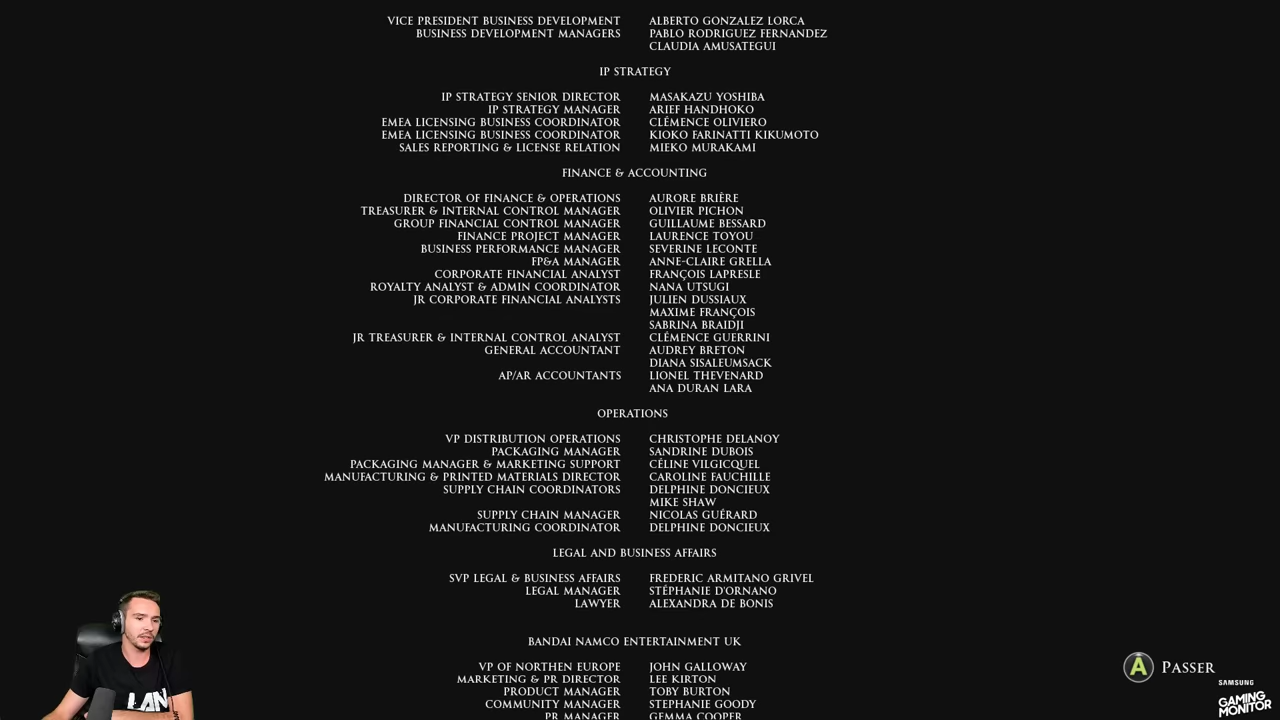 VICE PRESIDENT BUSINESS DEVELOPMENT ALBERTO GONZALEZ LORCA
BUSINESS DEVELOPMENT MANAGERS PABLO RODRIGUEZ FERNANDEZ
CLAUDIA AMUSATEGUI
IP STRATEGY
IP STRATEGY SENIOR DIRECTOR MASAKAZU YOSHIBA
IP STRATEGY MANAGER ARIEF HANDHOKO
EMEA LICENSING BUSINESS COORDINATOR CLÉMENCE OLIVIERO
EMEA LICENSING BUSINESS COORDINATOR KIOKO FARINATTI KIKUMOTO
SALES REPORTING & LICENSE RELATION MIEKO MURAKAMI
FINANCE & ACCOUNTING
DIRECTOR OF FINANCE & OPERATIONS AURORE BRIÈRE
TREASURER & INTERNAL CONTROL MANAGER OLIVIER PICHON
GROUP FINANCIAL CONTROL MANAGER GUILLAUME BESSARD
FINANCE PROJECT MANAGER LAURENCE TOYOU
BUSINESS PERFORMANCE MANAGER SEVERINE LECONTE
FP&A MANAGER ANNE-CLAIRE GRELLA
CORPORATE FINANCIAL ANALYST FRANÇOIS LAPRESLE
ROYALTY ANALYST & ADMIN COORDINATOR NANA UTSUGI
JR CORPORATE FINANCIAL ANALYSTS JULIEN DUSSIAUX
MAXIME FRANÇOIS
SABRINA BRAIDJI
JR TREASURER & INTERNAL CONTROL ANALYST CLÉMENCE GUERRINI
GENERAL ACCOUNTANT AUDREY BRETON
DIANA SISALEUMSACK
AP/AR ACCOUNTANTS LIONEL THEVENARD
ANA DURAN LARA
OPERATIONS
VP DISTRIBUTION OPERATIONS CHRISTOPHE DELANOY
PACKAGING MANAGER SANDRINE DUBOIS
PACKAGING MANAGER & MARKETING SUPPORT CÉLINE VILGICQUEL
MANUFACTURING & PRINTED MATERIALS DIRECTOR CAROLINE FAUCHILLE
SUPPLY CHAIN COORDINATORS DELPHINE DONCIEUX
MIKE SHAW
SUPPLY CHAIN MANAGER NICOLAS GUÉRARD
MANUFACTURING COORDINATOR DELPHINE DONCIEUX
LEGAL AND BUSINESS AFFAIRS
SVP LEGAL & BUSINESS AFFAIRS FREDERIC ARMITANO GRIVEL
LEGAL MANAGER STÉPHANIE D'ORNANO
LAWYER ALEXANDRA DE BONIS
BANDAI NAMCO ENTERTAINMENT UK
VP OF NORTHEN EUROPE JOHN GALLOWAY
MARKETING & PR DIRECTOR LEE KIRTON
PRODUCT MANAGER TOBY BURTON
COMMUNITY MANAGER STEPHANIE GOODY
PR MANAGER GEMMA COOPER
A PASSER
SAMSUNG
GAMING
MONITOR
LAN